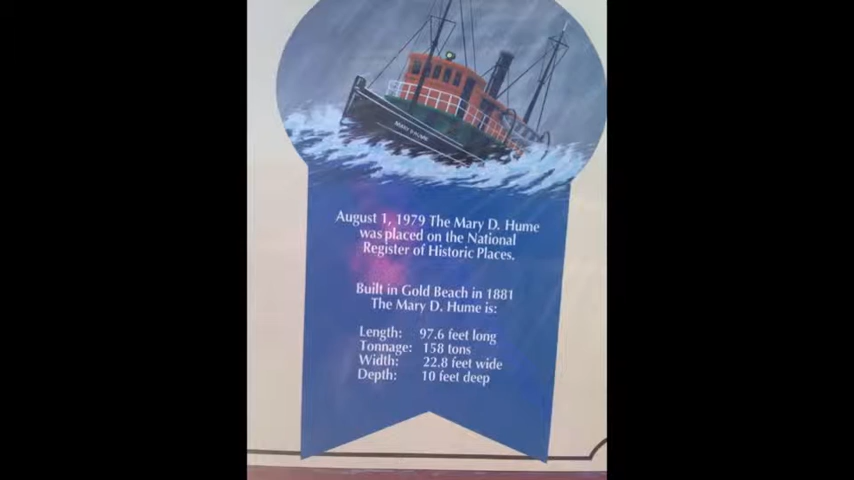 MARY D HUME
August 1, 1979 The Mary D. Hume
was placed on the National
Register of Historic Places.
Built in Gold Beach in 1881
The Mary D. Hume is:
Length: 97.6 feet long
Tonnage: 158 tons
Width: 22.8 feet wide
Depth: 10 feet deep